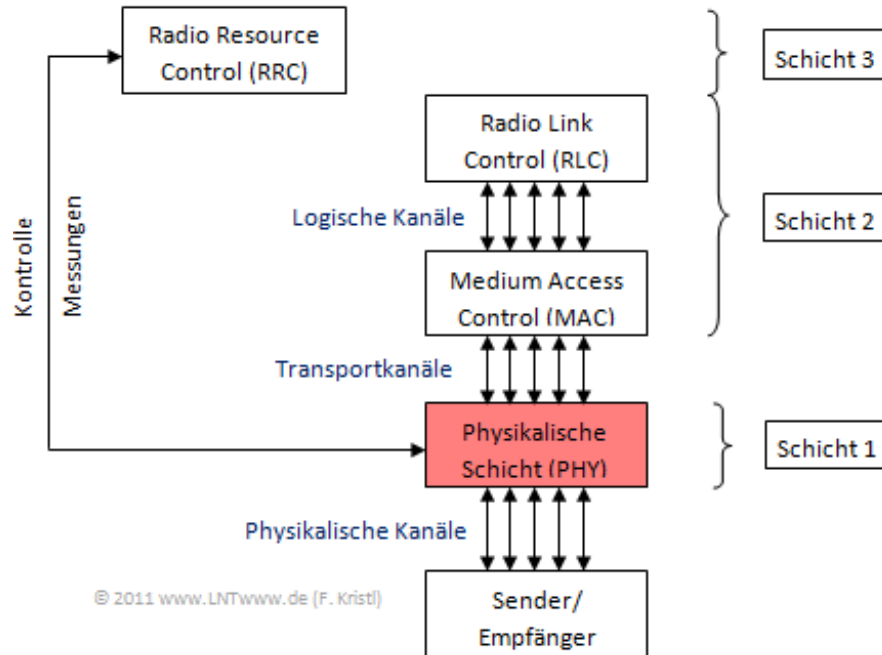 Radio Resource
Control (RRC)
Schicht 3
Radio Link
Control (RLC)
Logische Kanäle
Schicht 2
Kontrolle
Messungen
Medium Access
Control (MAC)
Transportkanäle
Physikalische
Schicht (PHY)
Schicht 1
Physikalische Kanäle
© 2011 www.LNTwww.de (F. Kristl)
Sender/
Empfänger